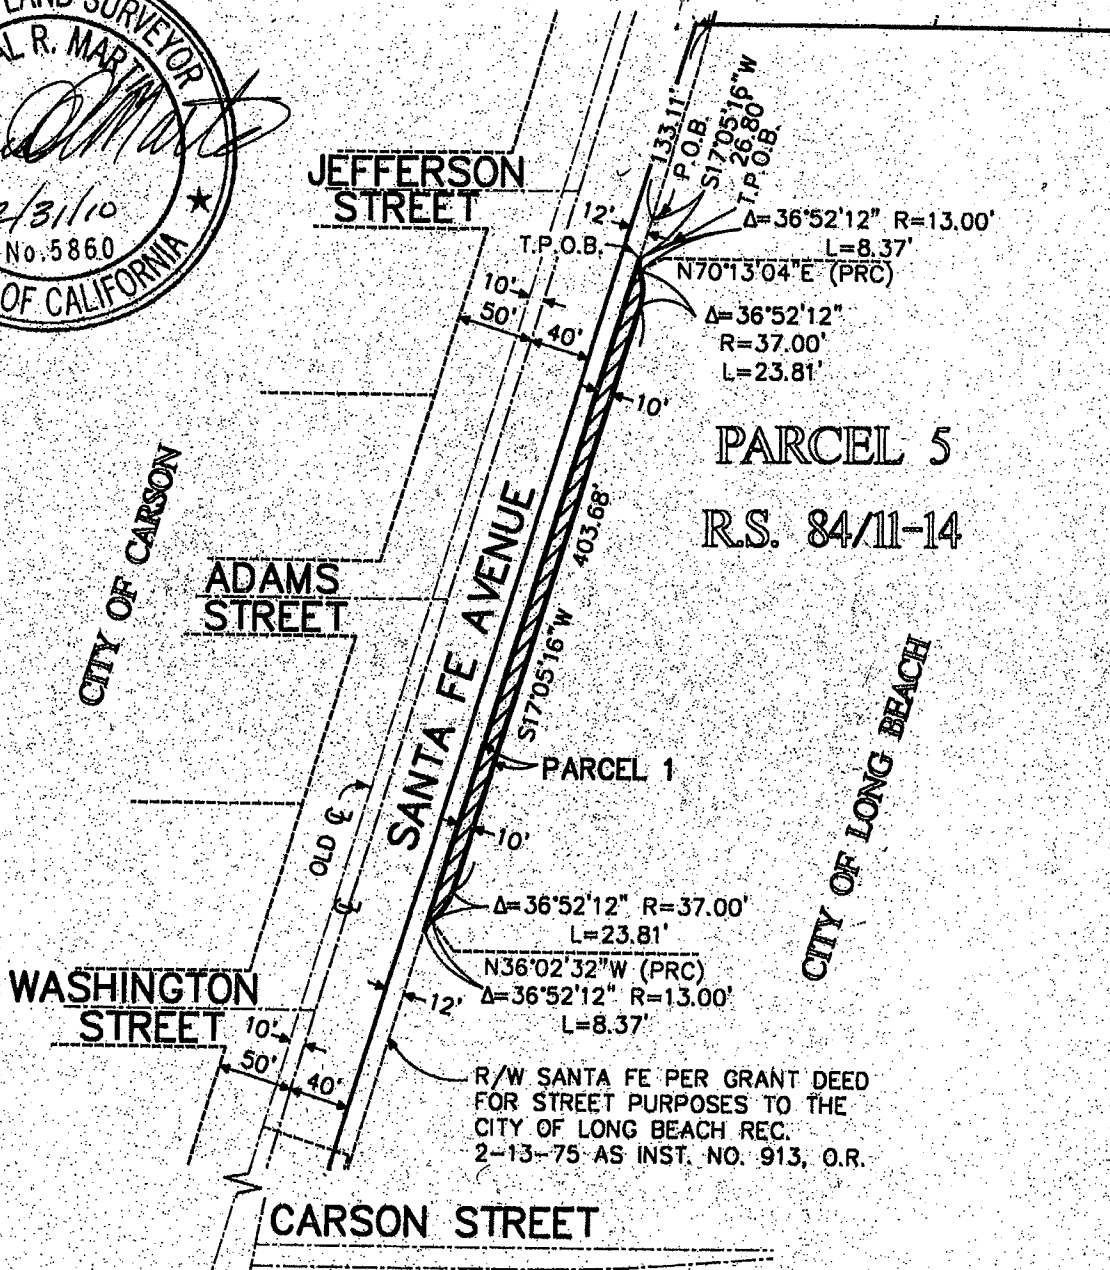 LAND SURVEYOR
AL R. MARTIN
2/31/10
No. 5860
OF CALIFORNIA
133.11'
P.O.B.
S17°05'16"W
26.80'
T.P.O.B.
JEFFERSON
STREET
12'
T.P.O.B.
Δ=36°52'12" R=13.00'
L=8.37'
N70°13'04"E (PRC)
10'
50'
40'
Δ=36°52'12"
R=37.00'
L=23.81'
10'
PARCEL 5
R.S. 84/11-14
CITY OF CARSON
403.68'
S17°05'16"W
ADAMS
STREET
SANTA FE AVENUE
CITY OF LONG BEACH
PARCEL 1
OLD ℄
℄
10'
Δ=36°52'12" R=37.00'
L=23.81'
N36°02'32"W (PRC)
Δ=36°52'12" R=13.00'
L=8.37'
WASHINGTON
STREET
12'
10'
50'
40'
R/W SANTA FE PER GRANT DEED
FOR STREET PURPOSES TO THE
CITY OF LONG BEACH REC.
2-13-75 AS INST. NO. 913, O.R.
CARSON STREET